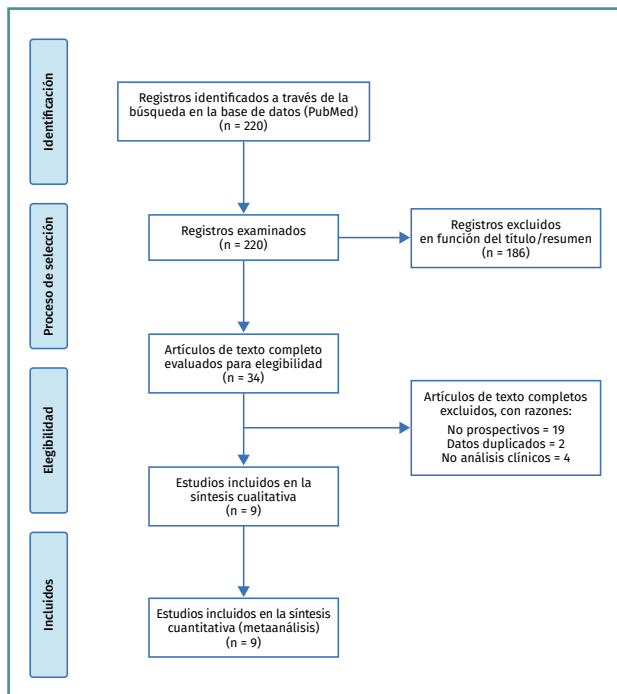 Identificación
Registros identificados a través de la
búsqueda en la base de datos (PubMed)
(n = 220)
Proceso de selección
Registros examinados
(n = 220)
Registros excluidos
en función del título/resumen
(n = 186)
Artículos de texto completo
evaluados para elegibilidad
(n = 34)
Elegibilidad
Artículos de texto completos
excluidos, con razones:
No prospectivos = 19
Datos duplicados = 2
No análisis clínicos = 4
Estudios incluidos en la
síntesis cualitativa
(n = 9)
Incluidos
Estudios incluidos en la síntesis
cuantitativa (metaanálisis)
(n = 9)